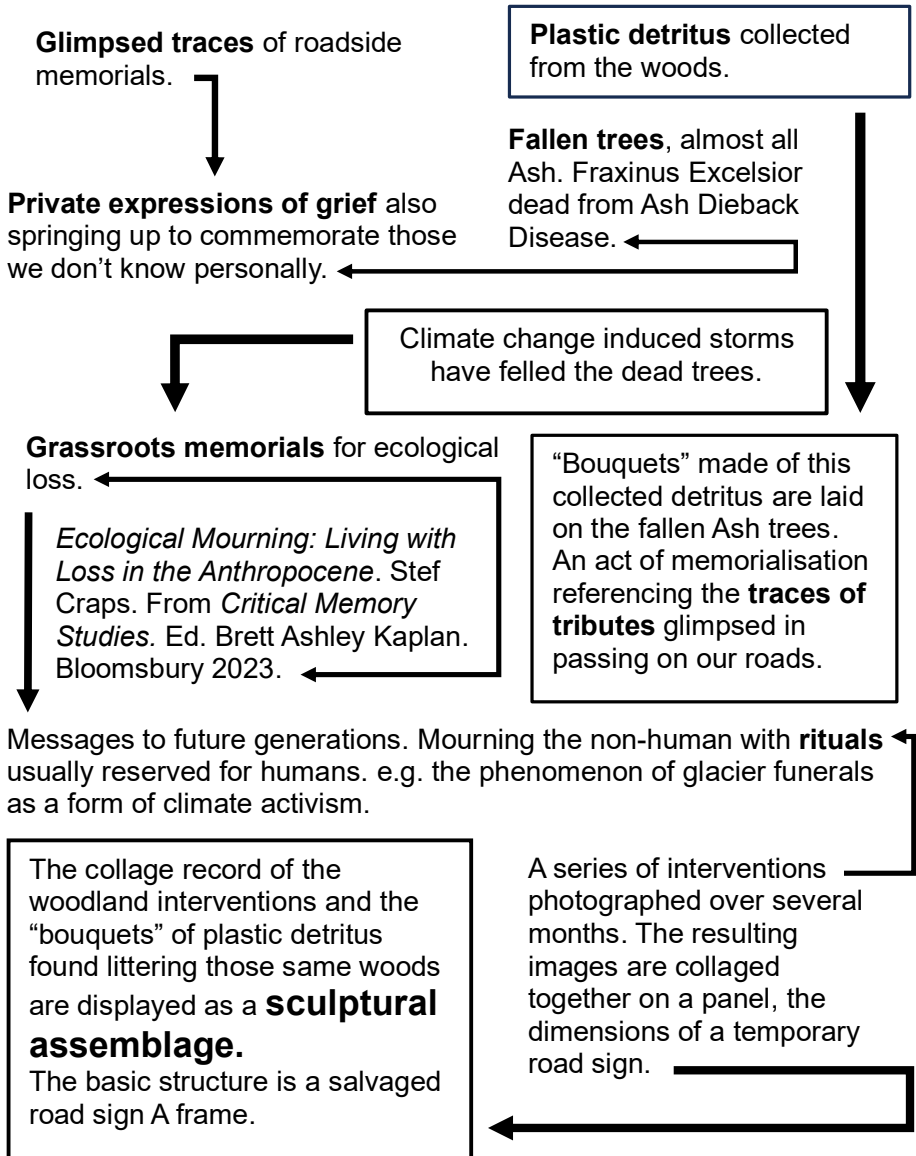 Glimpsed traces of roadside
memorials.
Plastic detritus collected
from the woods.
Fallen trees, almost all
Ash. Fraxinus Excelsior
dead from Ash Dieback
Disease.
Private expressions of grief also
springing up to commemorate those
we don’t know personally.
Climate change induced storms
have felled the dead trees.
Grassroots memorials for ecological
loss.
Ecological Mourning: Living with
Loss in the Anthropocene. Stef
Craps. From Critical Memory
Studies. Ed. Brett Ashley Kaplan.
Bloomsbury 2023.
“Bouquets” made of this
collected detritus are laid
on the fallen Ash trees.
An act of memorialisation
referencing the traces of
tributes glimpsed in
passing on our roads.
Messages to future generations. Mourning the non-human with rituals
usually reserved for humans. e.g. the phenomenon of glacier funerals
as a form of climate activism.
A series of interventions
photographed over several
months. The resulting
images are collaged
together on a panel, the
dimensions of a temporary
road sign.
The collage record of the
woodland interventions and the
“bouquets” of plastic detritus
found littering those same woods
are displayed as a sculptural
assemblage.
The basic structure is a salvaged
road sign A frame.